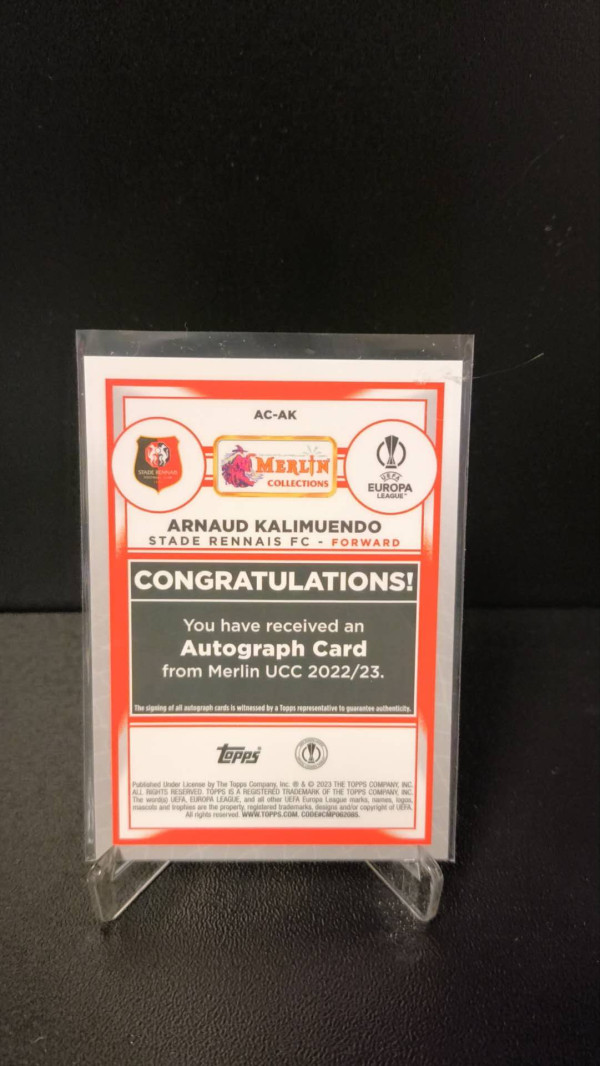 AC-AK
STADE RENNAIS
MERLIN
COLLECTIONS
UEFA
EUROPA
LEAGUE™
ARNAUD KALIMUENDO
STADE RENNAIS FC - FORWARD
CONGRATULATIONS!
You have received an
Autograph Card
from Merlin UCC 2022/23.
The signing of all autograph cards is witnessed by a Topps representative to guarantee authenticity.
topps
Published Under License by The Topps Company, Inc. ® & © 2023 THE TOPPS COMPANY, INC.
ALL RIGHTS RESERVED. TOPPS IS A REGISTERED TRADEMARK OF THE TOPPS COMPANY, INC.
The word(s) UEFA, EUROPA LEAGUE, and all other UEFA Europa League marks, names, logos,
mascots and trophies are the property, registered trademarks, designs and/or copyright of UEFA.
All rights reserved. WWW.TOPPS.COM. CODE#CMP062085.